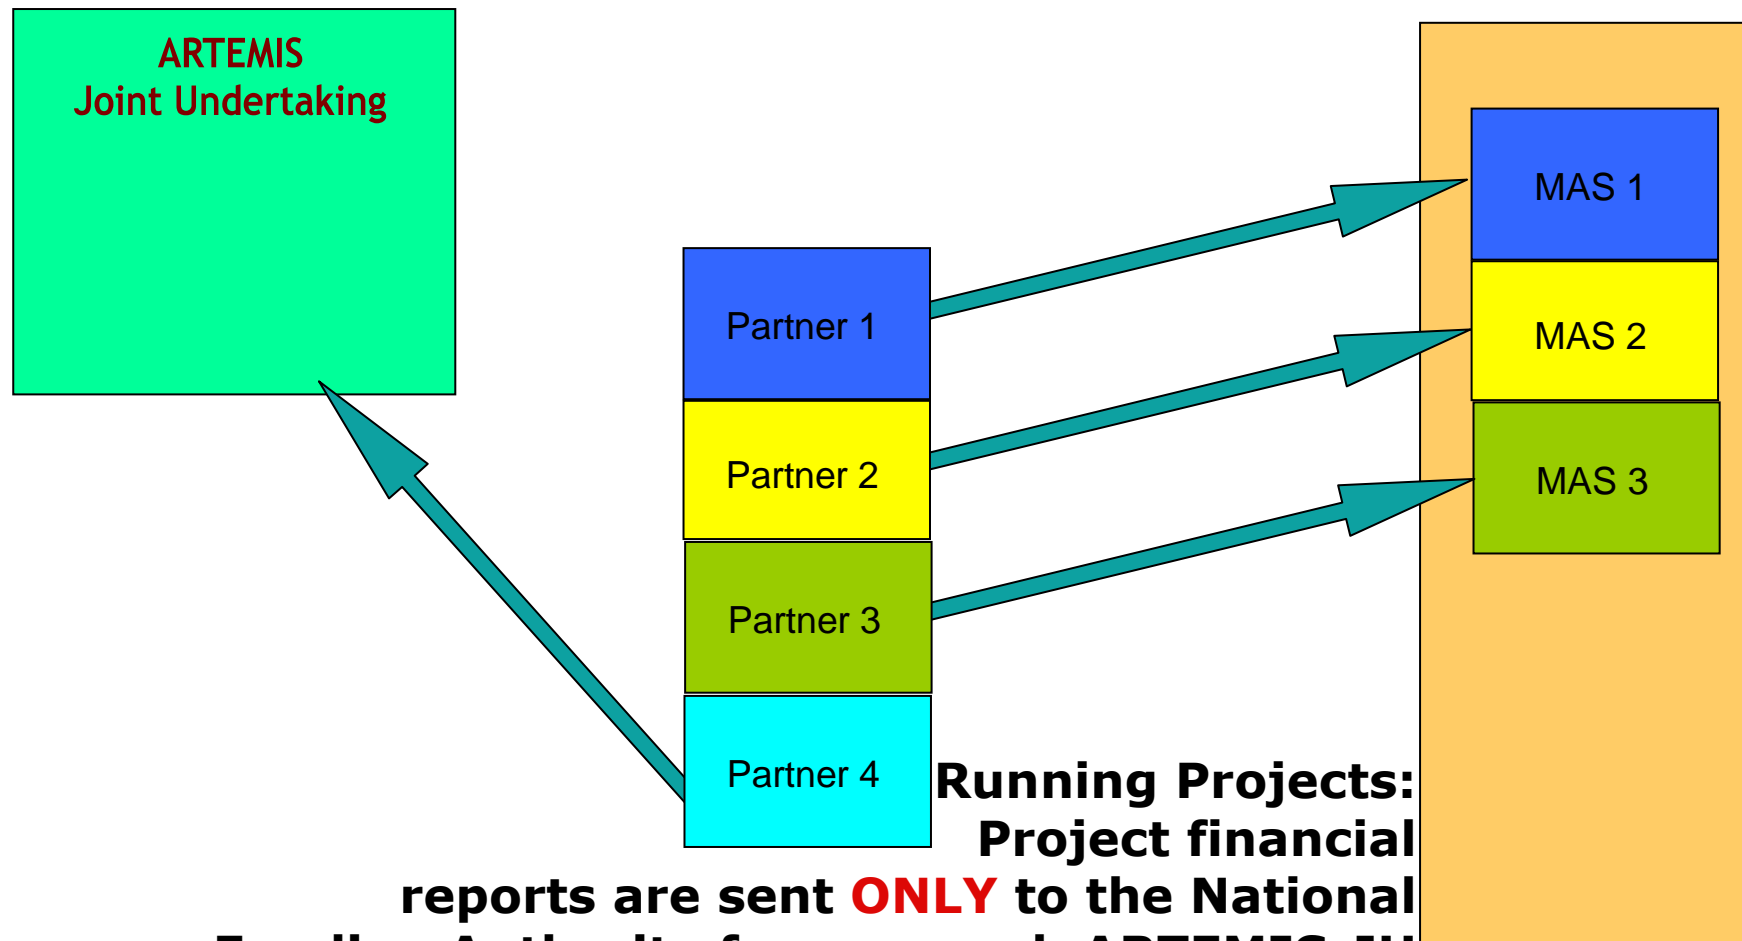 ARTEMIS
Joint Undertaking
MAS 1
MAS 2
MAS 3
Partner 1
Partner 2
Partner 3
Partner 4
Running Projects:
Project financial
reports are sent ONLY to the National